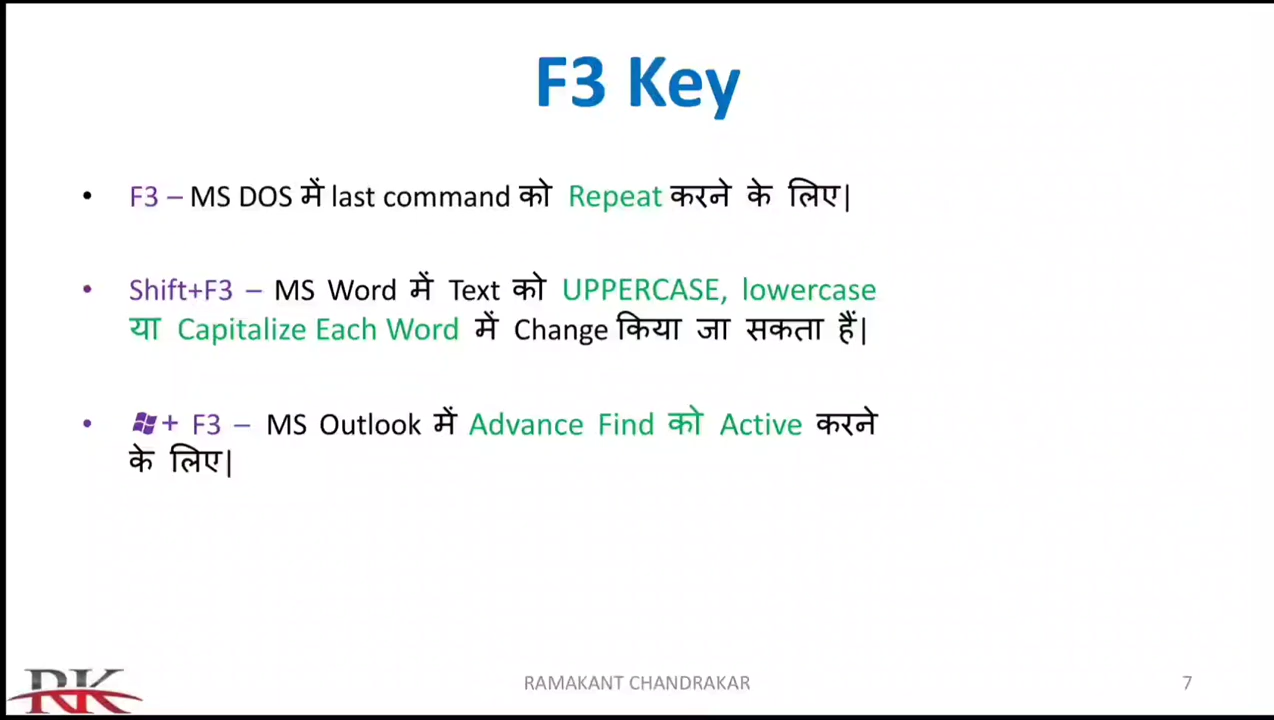 F3 Key
• F3 – MS DOS में last command को Repeat करने के लिए|
• Shift+F3 – MS Word में Text को UPPERCASE, lowercase
या Capitalize Each Word में Change किया जा सकता हैं|
• + F3 – MS Outlook में Advance Find को Active करने
के लिए|
RK
RAMAKANT CHANDRAKAR
7